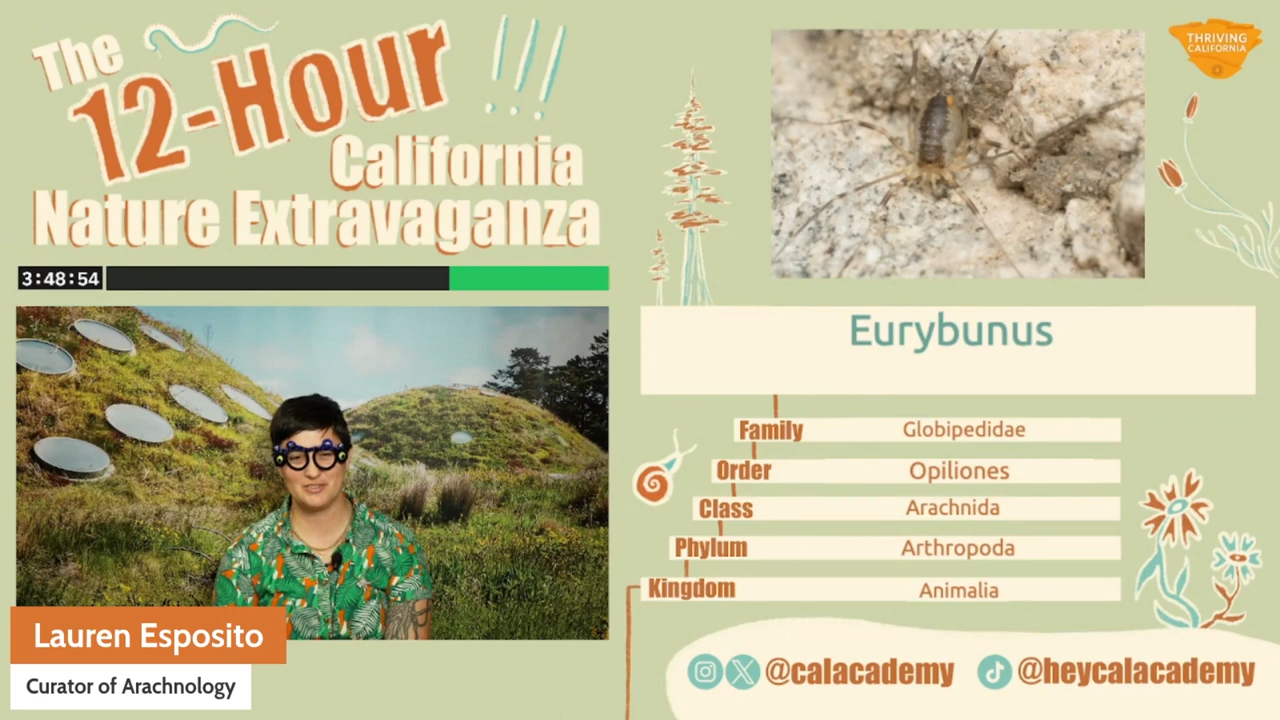 The
12-Hour
!!!
California
Nature Extravaganza
3:48:54
Lauren Esposito
Curator of Arachnology
THRIVING
CALIFORNIA
Eurybunus
Family Globipedidae
Order Opiliones
Class Arachnida
Phylum Arthropoda
Kingdom Animalia
@calacademy @heycalacademy